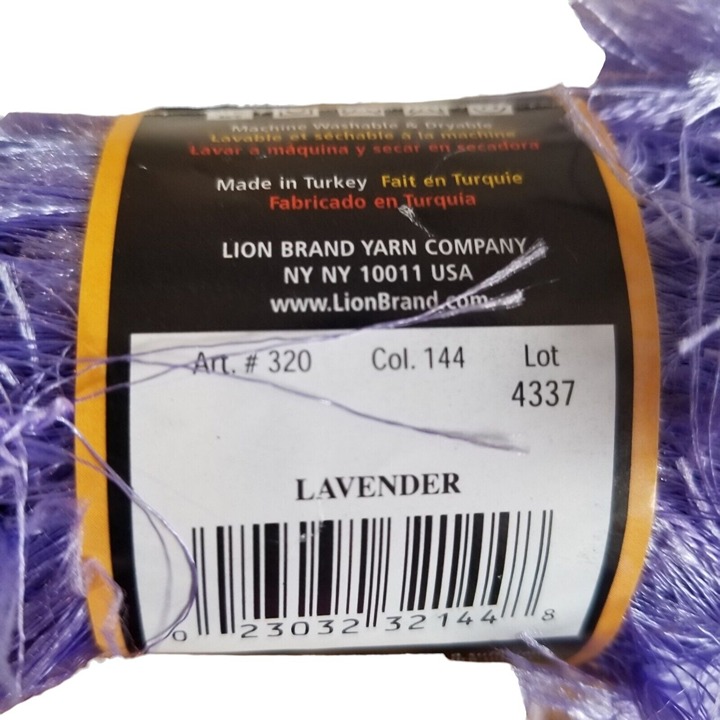 Machine Washable & Dryable
Lavable et séchable à la machine
Lavar a máquina y secar en secadora
Made in Turkey Fait en Turquie
Fabricado en Turquia
LION BRAND YARN COMPANY
NY NY 10011 USA
www.LionBrand.com
Art. # 320 Col. 144 Lot
4337
LAVENDER
0 23032 32144 8